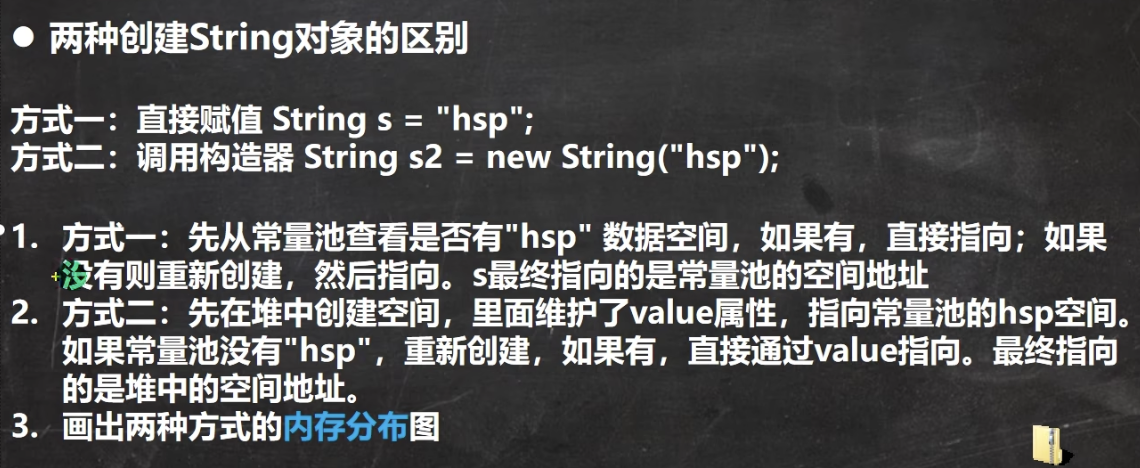 ● 两种创建String对象的区别
方式一：直接赋值 String s = "hsp";
方式二：调用构造器 String s2 = new String("hsp");
1. 方式一：先从常量池查看是否有"hsp" 数据空间，如果有，直接指向；如果
没有则重新创建，然后指向。s最终指向的是常量池的空间地址
2. 方式二：先在堆中创建空间，里面维护了value属性，指向常量池的hsp空间。
如果常量池没有"hsp"，重新创建，如果有，直接通过value指向。最终指向
的是堆中的空间地址。
3. 画出两种方式的内存分布图